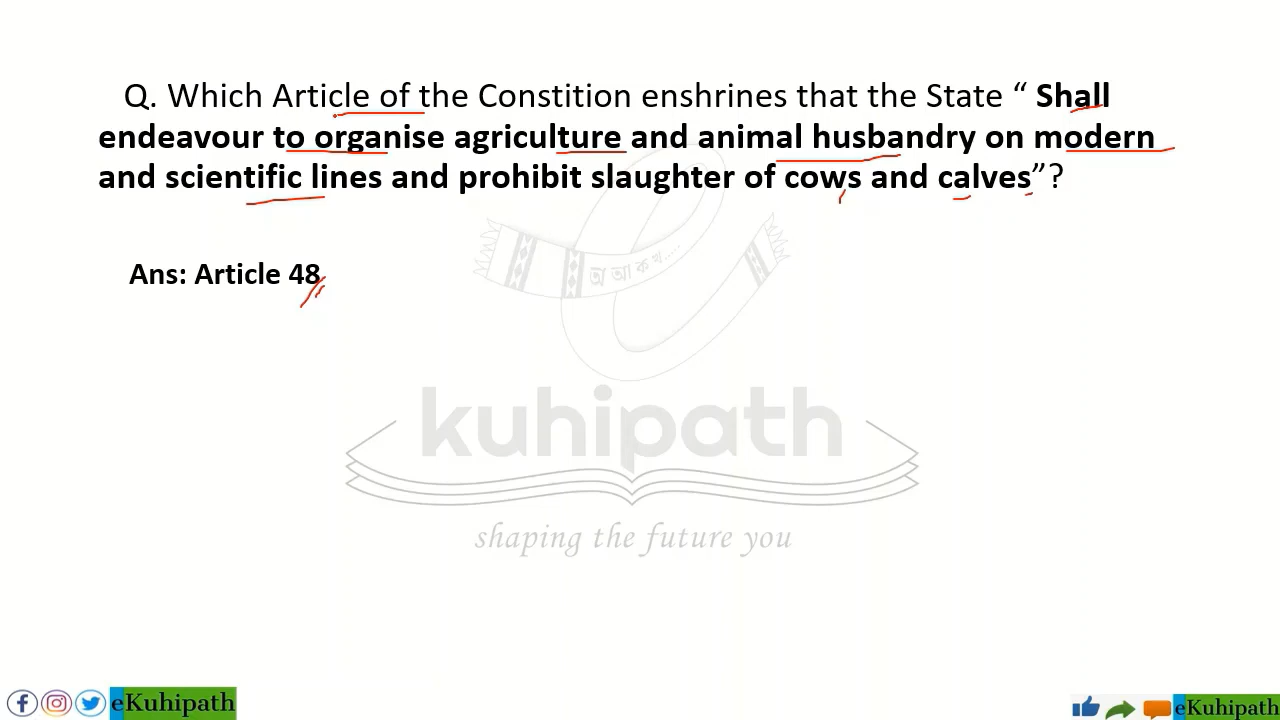 Q. Which Article of the Constition enshrines that the State “ Shall
endeavour to organise agriculture and animal husbandry on modern
and scientific lines and prohibit slaughter of cows and calves”?
অ আ ক খ.....
Ans: Article 48
kuhipath
shaping the future you
eKuhipath
eKuhipath